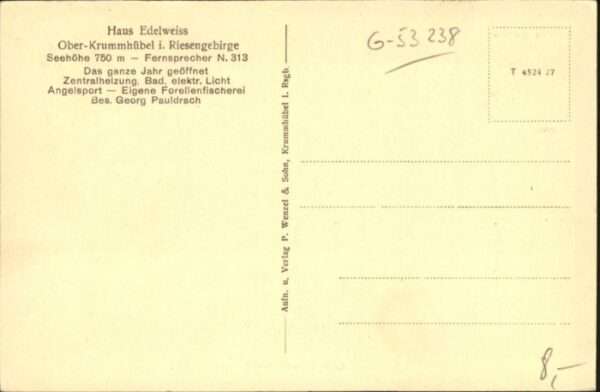 Haus Edelweiss
Ober-Krummhübel i. Riesengebirge
Seehöhe 750 m — Fernsprecher N. 313
Das ganze Jahr geöffnet
Zentralheizung, Bad, elektr. Licht
Angelsport — Eigene Forellenfischerei
Bes. Georg Pauldrach
Aufn. u. Verlag P. Wenzel & Sohn, Krummhübel i. Rsgb.
G-53 238
T 4524 J7
8,-